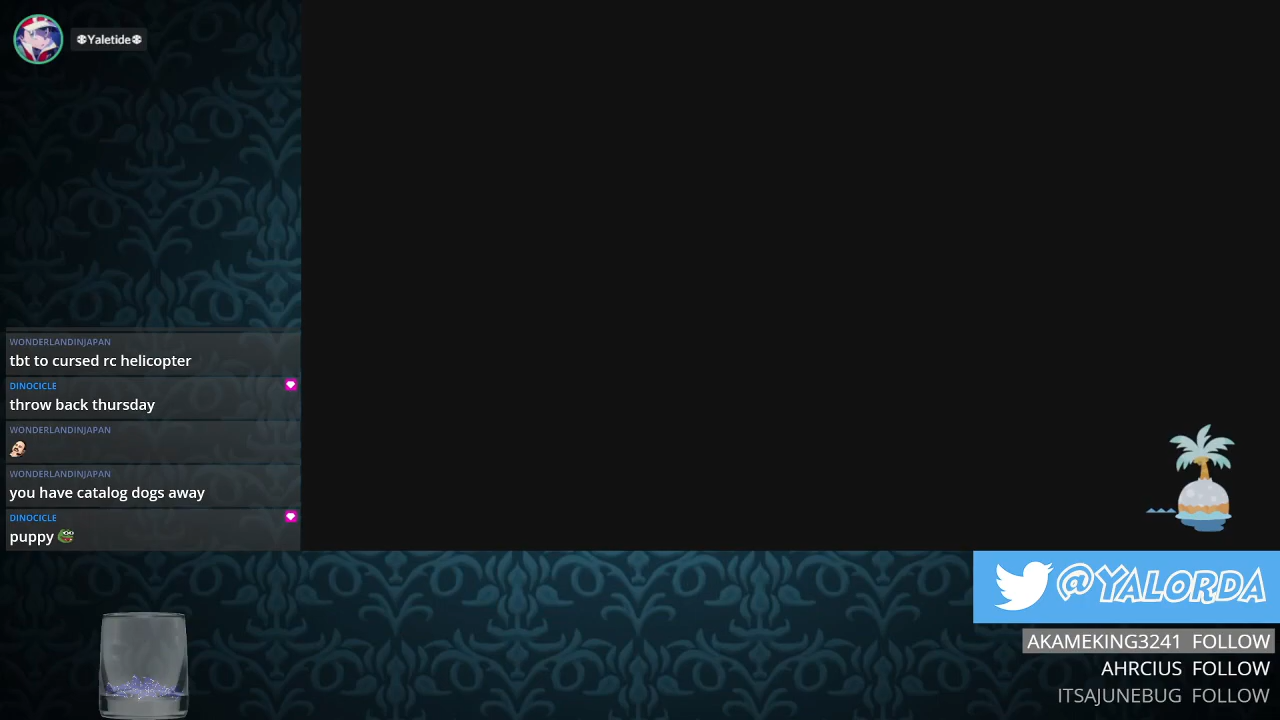 Yaletide
WONDERLANDINJAPAN
tbt to cursed rc helicopter
DINOCICLE
throw back thursday
WONDERLANDINJAPAN
WONDERLANDINJAPAN
you have catalog dogs away
DINOCICLE
puppy
@YALORDA
AKAMEKING3241 FOLLOW
AHRCIUS FOLLOW
ITSAJUNEBUG FOLLOW